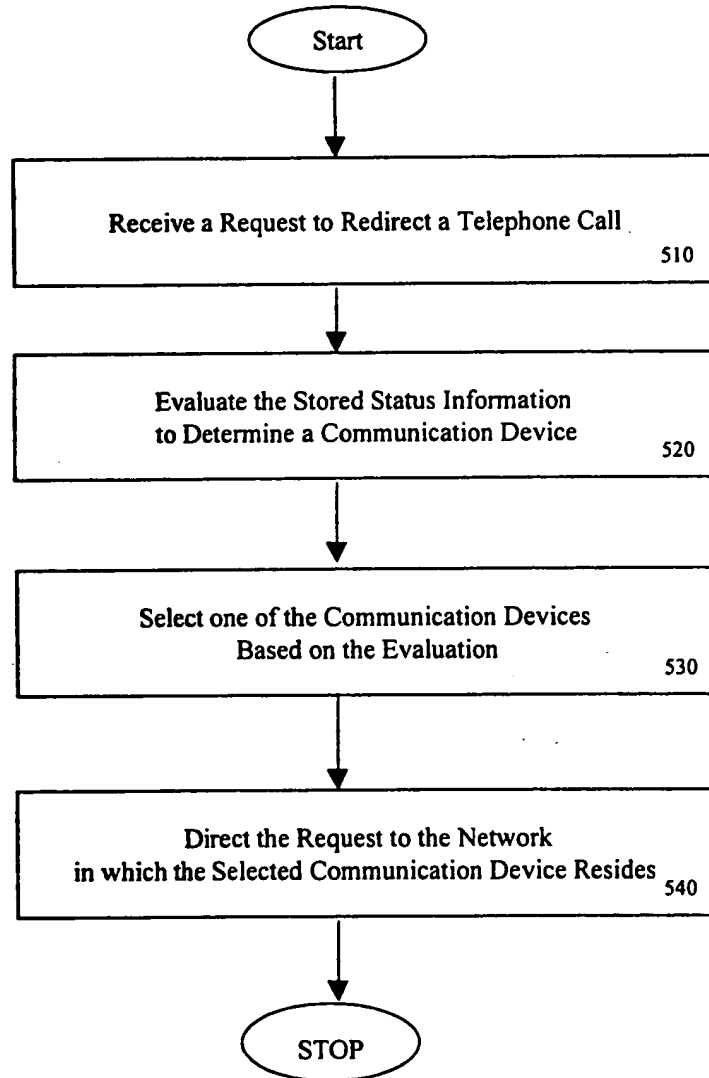 Start
Receive a Request to Redirect a Telephone Call
510
Evaluate the Stored Status Information
to Determine a Communication Device
520
Select one of the Communication Devices
Based on the Evaluation
530
Direct the Request to the Network
in which the Selected Communication Device Resides
540
STOP